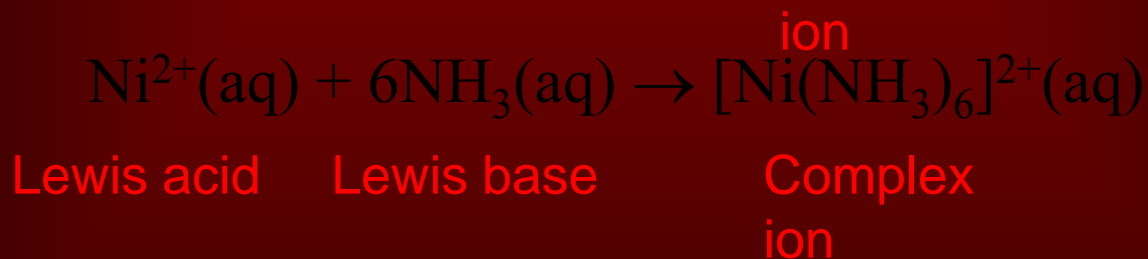 ion
Ni²⁺(aq) + 6NH₃(aq) → [Ni(NH₃)₆]²⁺(aq)
Lewis acid Lewis base Complex
ion